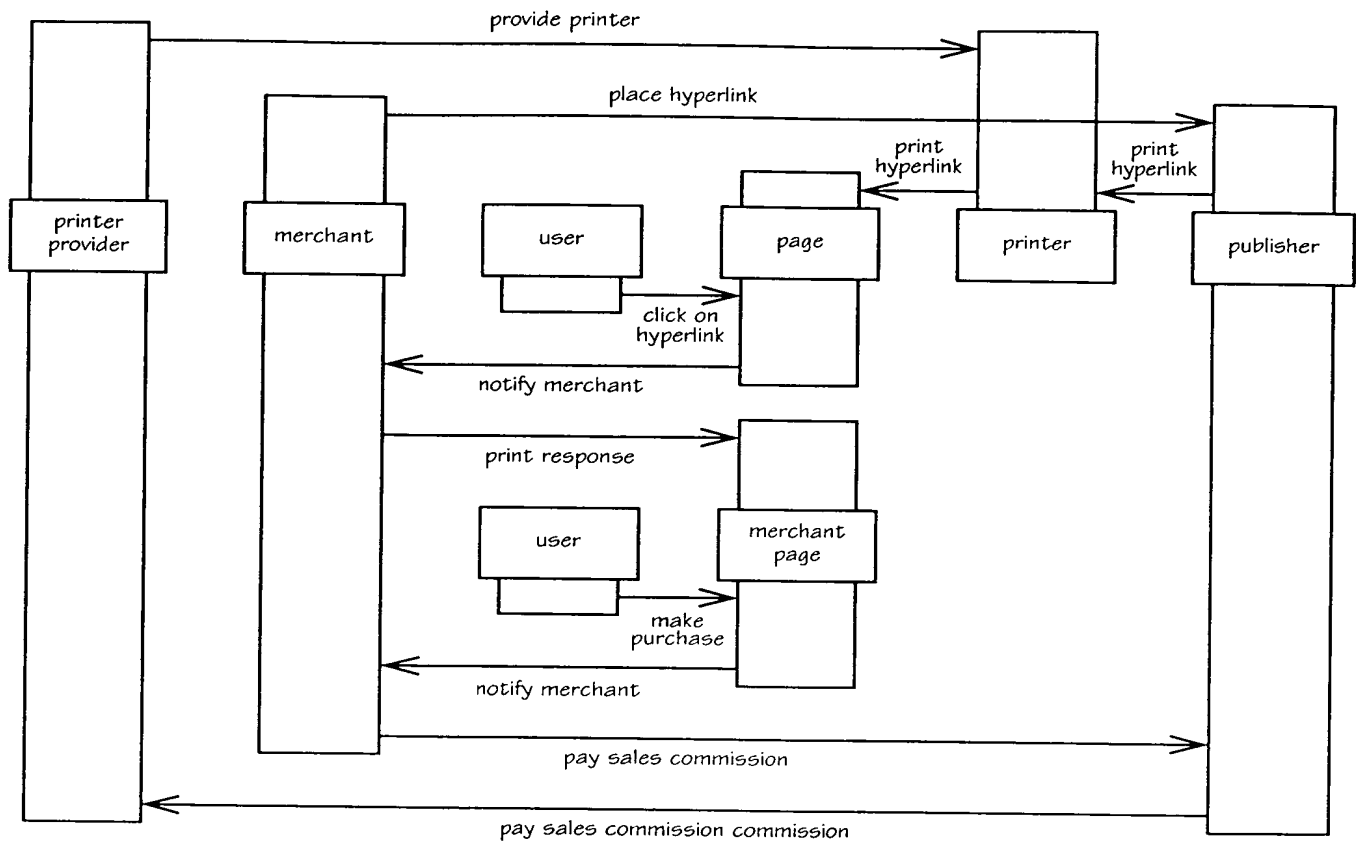 provide printer
place hyperlink
print
hyperlink
print
hyperlink
printer
provider
merchant
user
page
printer
publisher
click on
hyperlink
notify merchant
print response
user
merchant
page
make
purchase
notify merchant
pay sales commission
pay sales commission commission